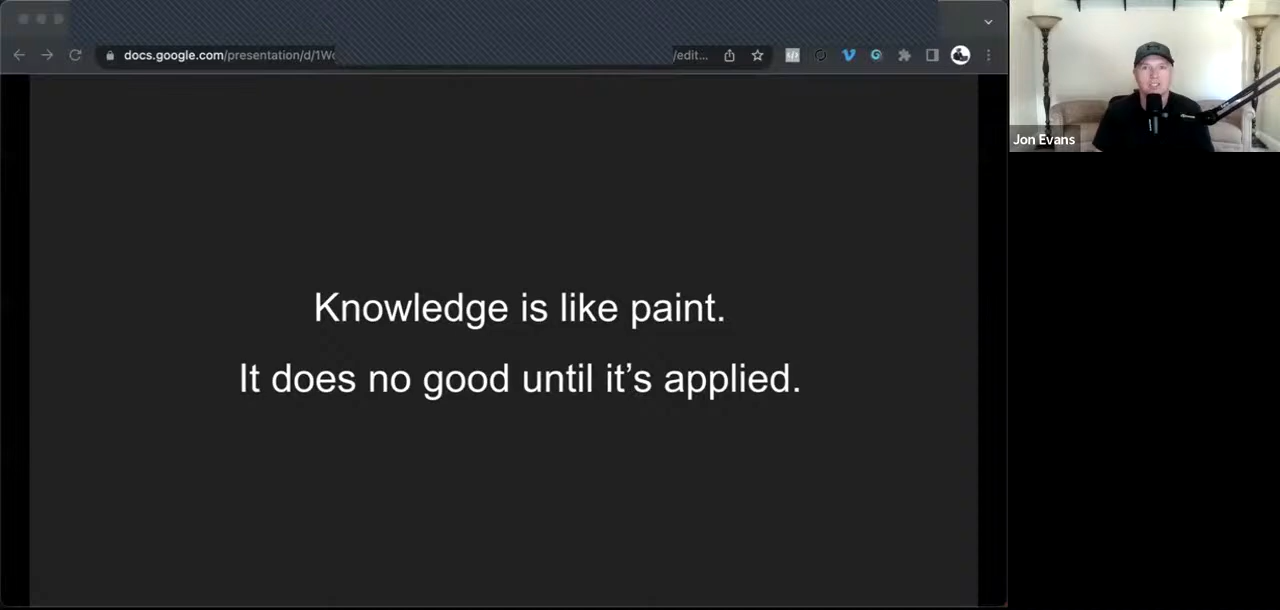 docs.google.com/presentation/d/1W
/edit...
Jon Evans
Knowledge is like paint.
It does no good until it’s applied.